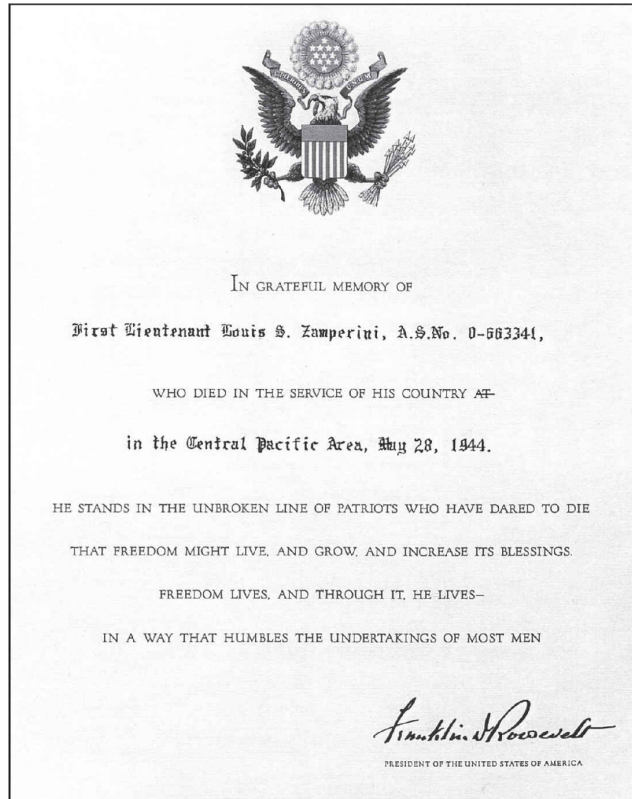 IN GRATEFUL MEMORY OF
First Lieutenant Louis S. Zamperini, A.S.No. O-663341,
WHO DIED IN THE SERVICE OF HIS COUNTRY AT
in the Central Pacific Area, May 28, 1944.
HE STANDS IN THE UNBROKEN LINE OF PATRIOTS WHO HAVE DARED TO DIE
THAT FREEDOM MIGHT LIVE, AND GROW, AND INCREASE ITS BLESSINGS.
FREEDOM LIVES, AND THROUGH IT, HE LIVES—
IN A WAY THAT HUMBLES THE UNDERTAKINGS OF MOST MEN
Franklin D Roosevelt
PRESIDENT OF THE UNITED STATES OF AMERICA